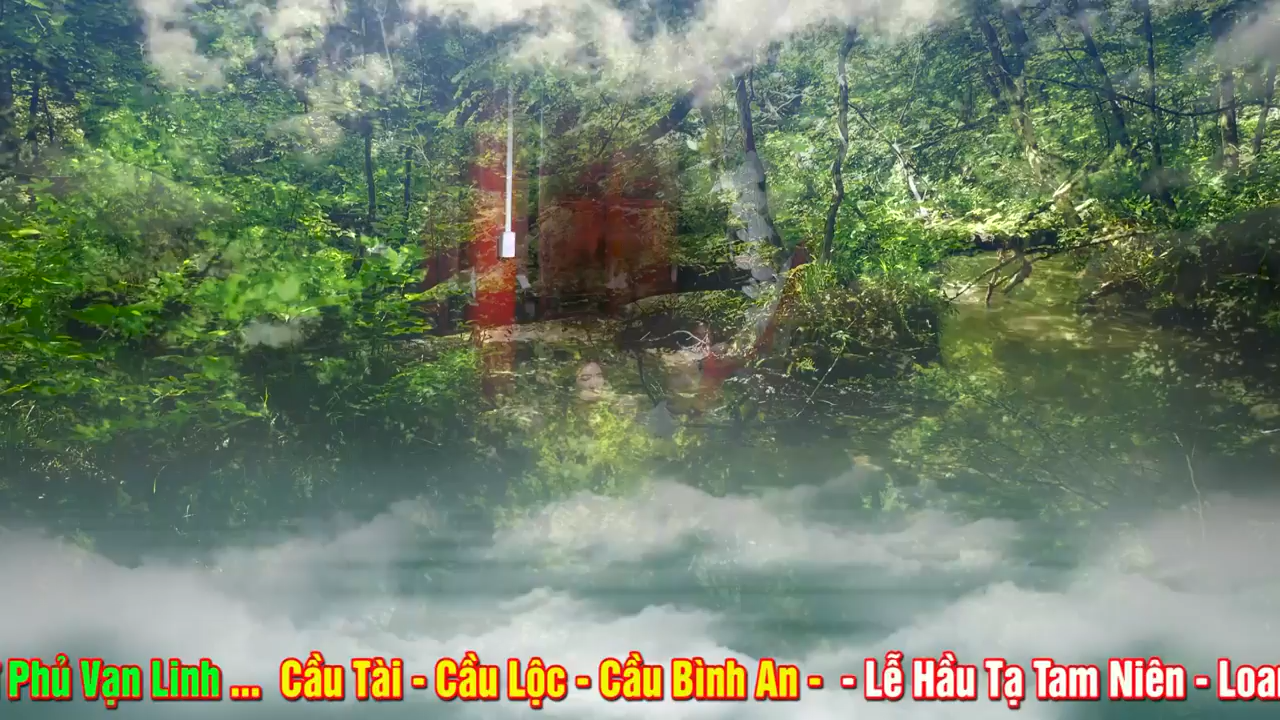 Phủ Vạn Linh ... Cầu Tài - Cầu Lộc - Cầu Bình An - - Lễ Hầu Tạ Tam Niên -